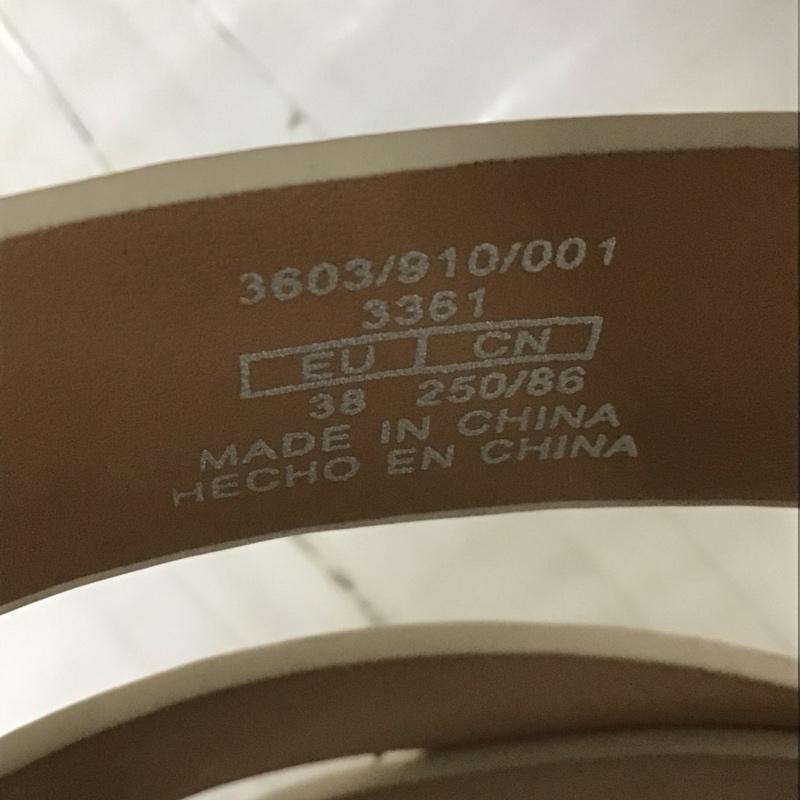 3603/910/001
3361
EU CN
38 250/86
MADE IN CHINA
HECHO EN CHINA